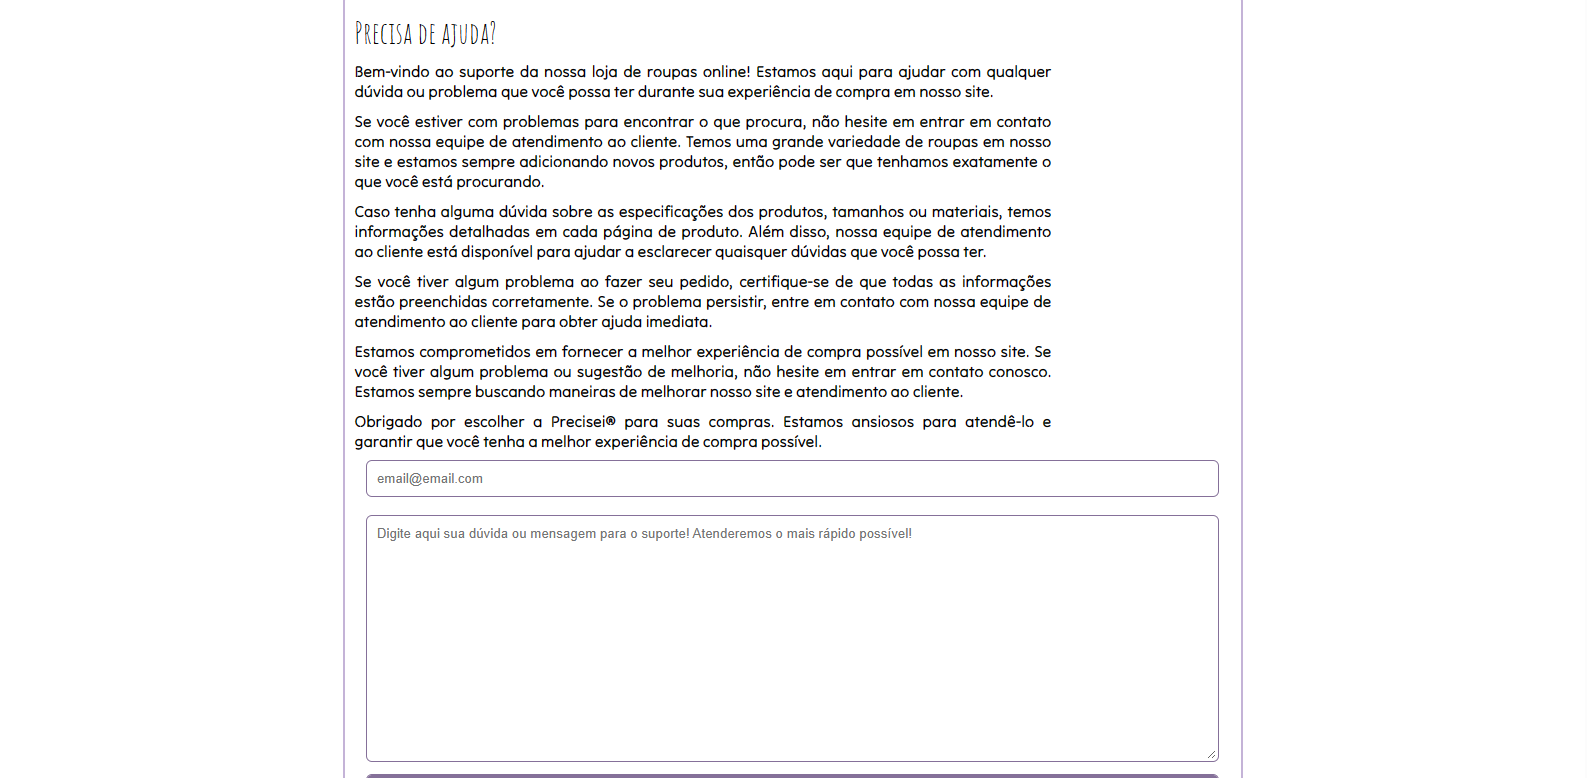 Precisa de ajuda?
Bem-vindo ao suporte da nossa loja de roupas online! Estamos aqui para ajudar com qualquer
dúvida ou problema que você possa ter durante sua experiência de compra em nosso site.
Se você estiver com problemas para encontrar o que procura, não hesite em entrar em contato
com nossa equipe de atendimento ao cliente. Temos uma grande variedade de roupas em nosso
site e estamos sempre adicionando novos produtos, então pode ser que tenhamos exatamente o
que você está procurando.
Caso tenha alguma dúvida sobre as especificações dos produtos, tamanhos ou materiais, temos
informações detalhadas em cada página de produto. Além disso, nossa equipe de atendimento
ao cliente está disponível para ajudar a esclarecer quaisquer dúvidas que você possa ter.
Se você tiver algum problema ao fazer seu pedido, certifique-se de que todas as informações
estão preenchidas corretamente. Se o problema persistir, entre em contato com nossa equipe de
atendimento ao cliente para obter ajuda imediata.
Estamos comprometidos em fornecer a melhor experiência de compra possível em nosso site. Se
você tiver algum problema ou sugestão de melhoria, não hesite em entrar em contato conosco.
Estamos sempre buscando maneiras de melhorar nosso site e atendimento ao cliente.
Obrigado por escolher a Precisei® para suas compras. Estamos ansiosos para atendê-lo e
garantir que você tenha a melhor experiência de compra possível.
email@email.com
Digite aqui sua dúvida ou mensagem para o suporte! Atenderemos o mais rápido possível!